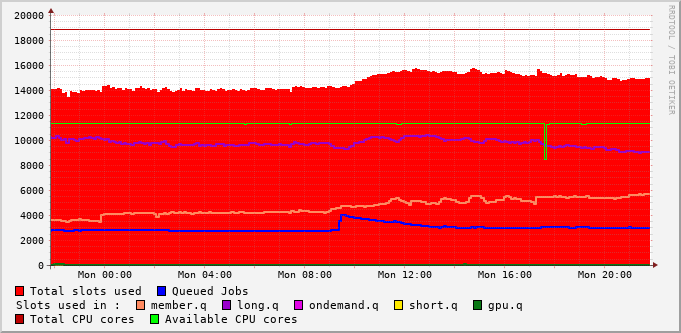 RRDTOOL / TOBI OETIKER
20000
18000
16000
14000
12000
10000
8000
6000
4000
2000
0
Mon 00:00 Mon 04:00 Mon 08:00 Mon 12:00 Mon 16:00 Mon 20:00
Total slots used Queued Jobs
Slots used in : member.q long.q ondemand.q short.q gpu.q
Total CPU cores Available CPU cores